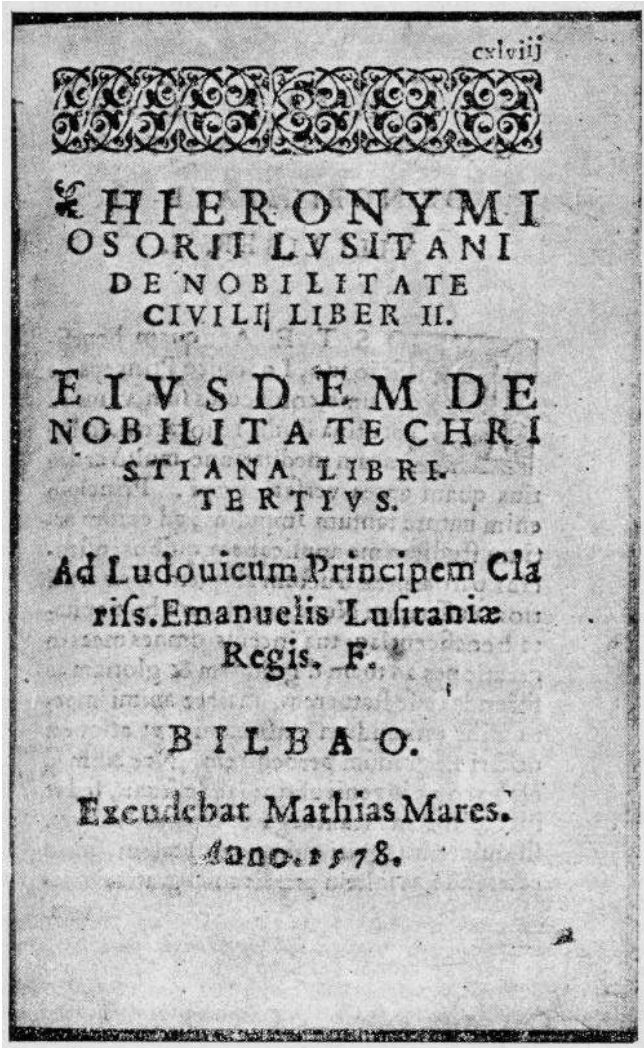 cxlviij
HIERONYMI
OSORII LVSITANI
DE NOBILITATE
CIVILI, LIBER II.
EIVSDEM DE
NOBILITATE CHRI
STIANA LIBRI.
TERTIVS.
Ad Ludouicum Principem Cla
riſs. Emanuelis Luſitaniæ
Regis. F.
BILBAO.
Excudebat Mathias Mares.
Anno. 1578.